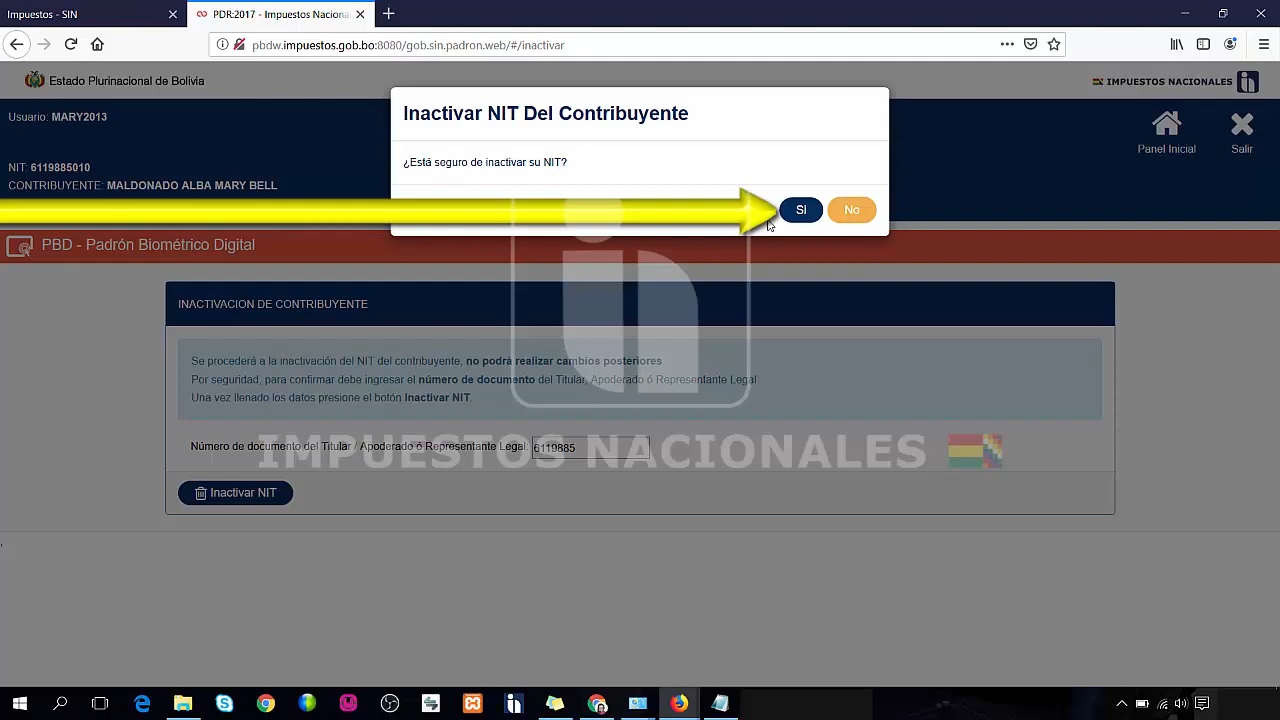 Impuestos - SIN
PDR:2017 - Impuestos Naciona
pbdw.impuestos.gob.bo:8080/gob.sin.padron.web/#/inactivar
Estado Plurinacional de Bolivia
IMPUESTOS NACIONALES
Usuario: MARY2013
NIT: 6119885010
CONTRIBUYENTE: MALDONADO ALBA MARY BELL
Panel Inicial
Salir
Inactivar NIT Del Contribuyente
¿Está seguro de inactivar su NIT?
SI
No
PBD - Padrón Biométrico Digital
INACTIVACION DE CONTRIBUYENTE
Se procederá a la inactivación del NIT del contribuyente, no podrá realizar cambios posteriores.
Por seguridad, para confirmar debe ingresar el número de documento del Titular, Apoderado ó Representante Legal
Una vez llenado los datos presione el botón Inactivar NIT.
Número de documento del Titular / Apoderado ó Representante Legal: 6119885
IMPUESTOS NACIONALES
Inactivar NIT